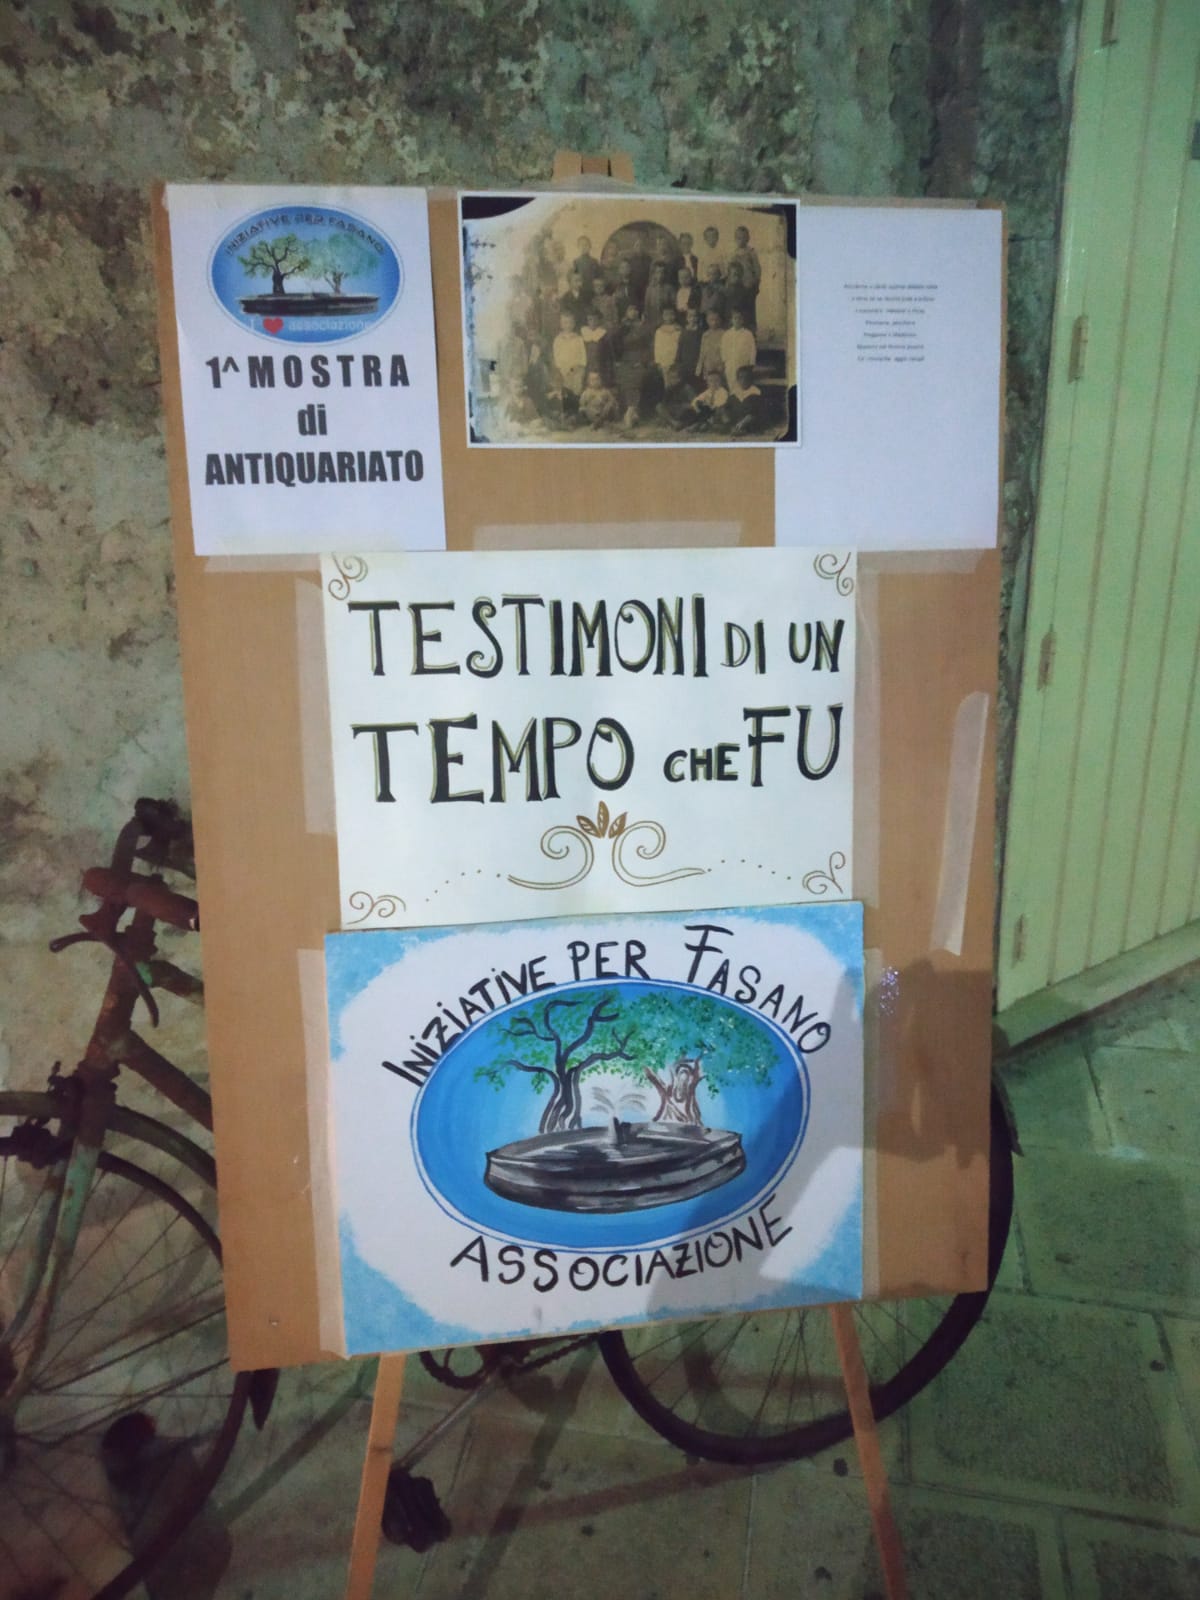 INIZIATIVE PER FASANO
I ❤ associazione
1^ MOSTRA
di
ANTIQUARIATO
TESTIMONI DI UN
TEMPO CHE FU
INIZIATIVE PER FASANO
ASSOCIAZIONE